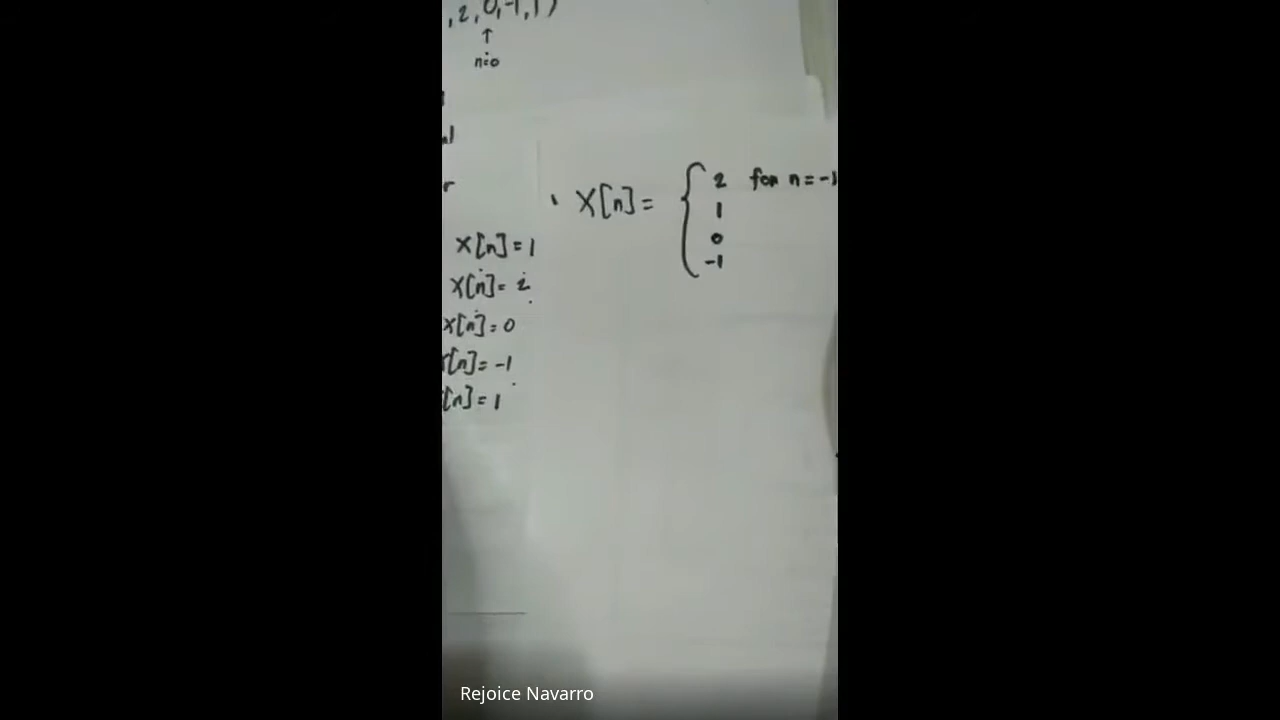 , 2, 0, -1, 1 )
↑
n=0
r
X[n] =
2 for n = -1
1
0
-1
X[n] = 1
X[n] = 2
X[n] = 0
[n] = -1
[n] = 1
Rejoice Navarro